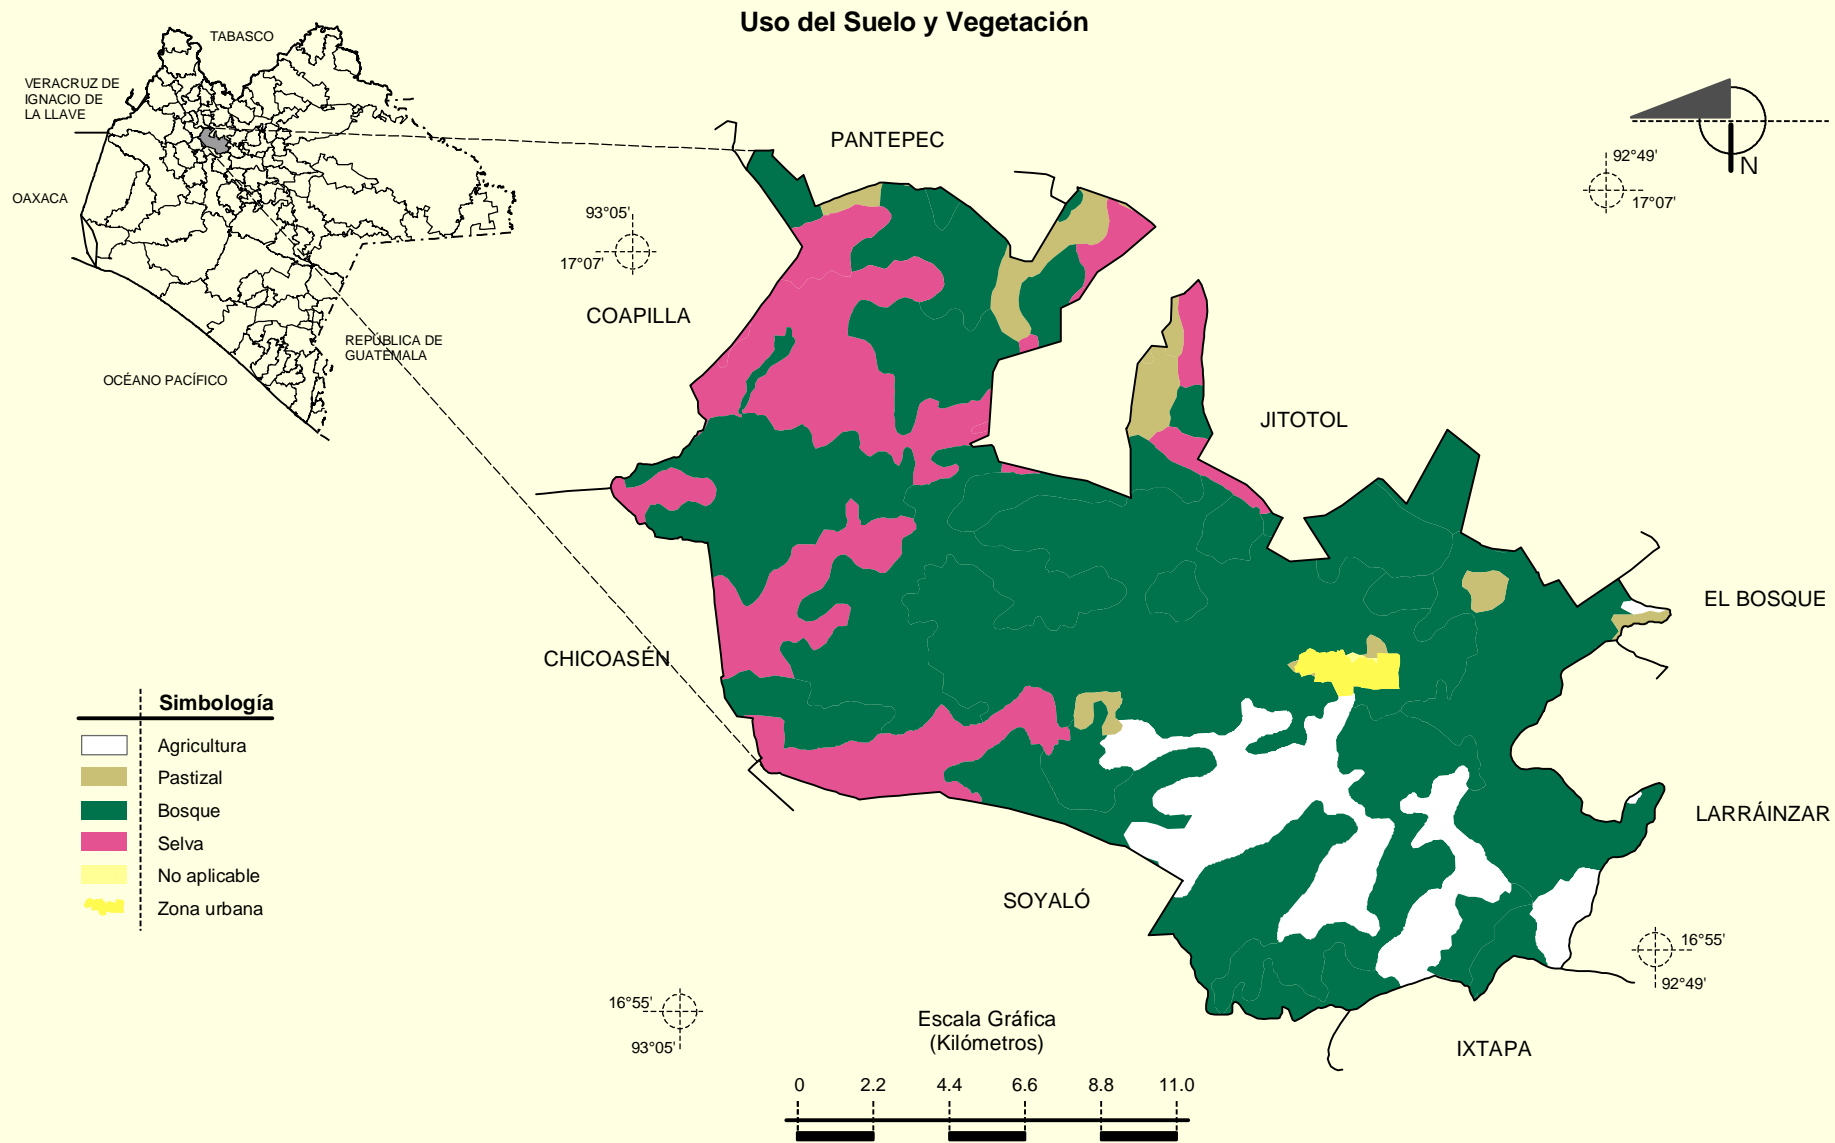 Uso del Suelo y Vegetación
TABASCO
VERACRUZ DE
IGNACIO DE
LA LLAVE
OAXACA
REPÚBLICA DE
GUATEMALA
OCÉANO PACÍFICO
PANTEPEC
N
92°49'
17°07'
93°05'
17°07'
COAPILLA
JITOTOL
EL BOSQUE
CHICOASÉN
LARRÁINZAR
SOYALÓ
IXTAPA
Simbología
Agricultura
Pastizal
Bosque
Selva
No aplicable
Zona urbana
16°55'
92°49'
16°55'
93°05'
Escala Gráfica
(Kilómetros)
0 2.2 4.4 6.6 8.8 11.0